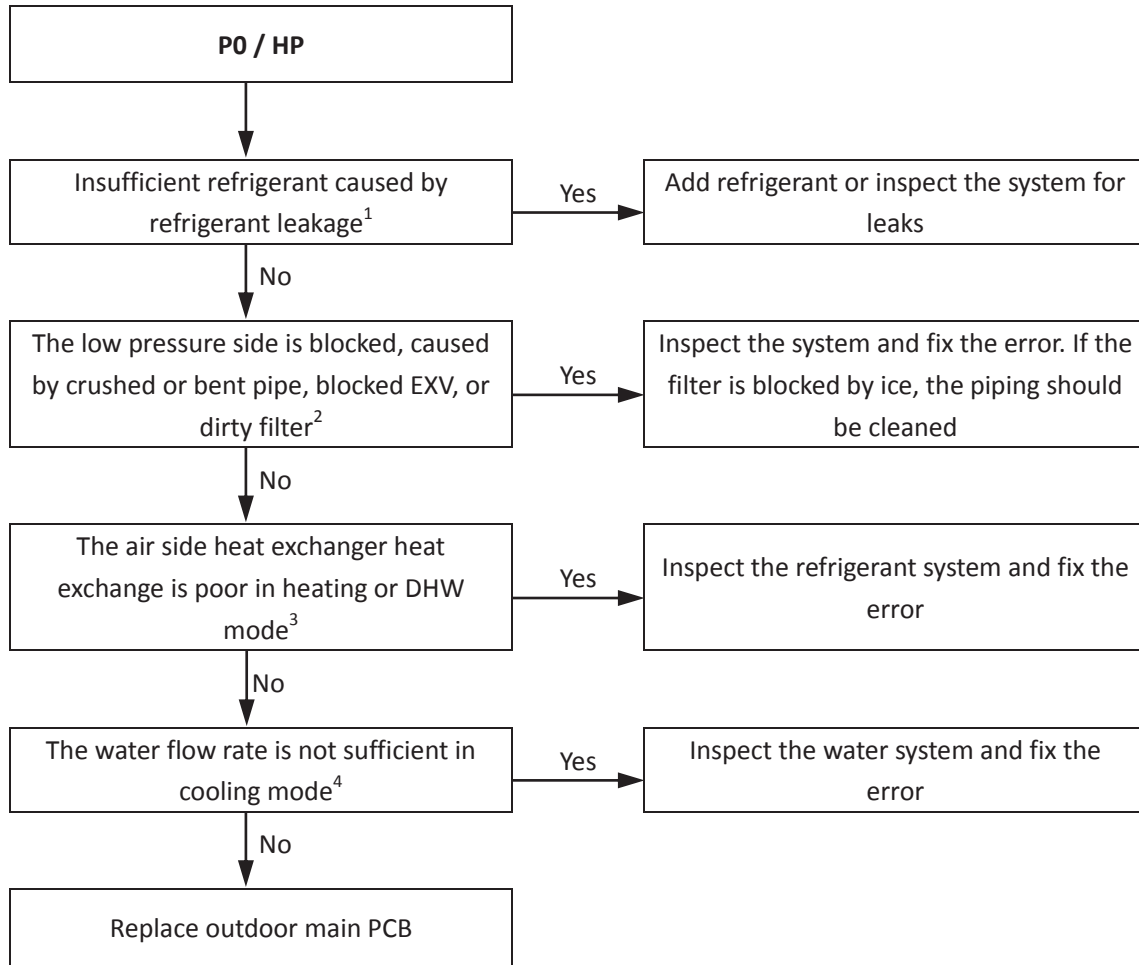 P0 / HP
Insufficient refrigerant caused by
refrigerant leakage1
Yes
Add refrigerant or inspect the system for
leaks
No
The low pressure side is blocked, caused
by crushed or bent pipe, blocked EXV, or
dirty filter2
Yes
Inspect the system and fix the error. If the
filter is blocked by ice, the piping should
be cleaned
No
The air side heat exchanger heat
exchange is poor in heating or DHW
mode3
Yes
Inspect the refrigerant system and fix the
error
No
The water flow rate is not sufficient in
cooling mode4
Yes
Inspect the water system and fix the
error
No
Replace outdoor main PCB